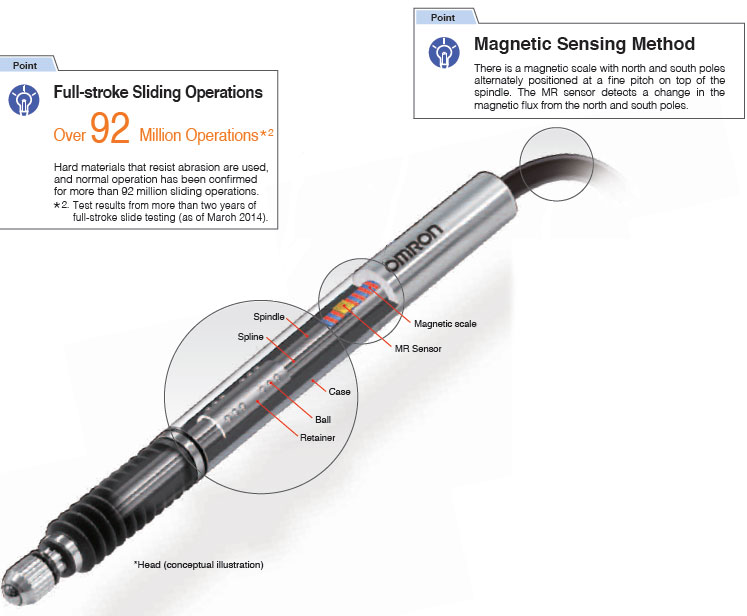 Point
Full-stroke Sliding Operations
Over 92 Million Operations*2
Hard materials that resist abrasion are used,
and normal operation has been confirmed
for more than 92 million sliding operations.
*2. Test results from more than two years of
full-stroke slide testing (as of March 2014).
Point
Magnetic Sensing Method
There is a magnetic scale with north and south poles
alternately positioned at a fine pitch on top of the
spindle. The MR sensor detects a change in the
magnetic flux from the north and south poles.
OMRON
Spindle
Spline
Magnetic scale
MR Sensor
Case
Ball
Retainer
*Head (conceptual illustration)